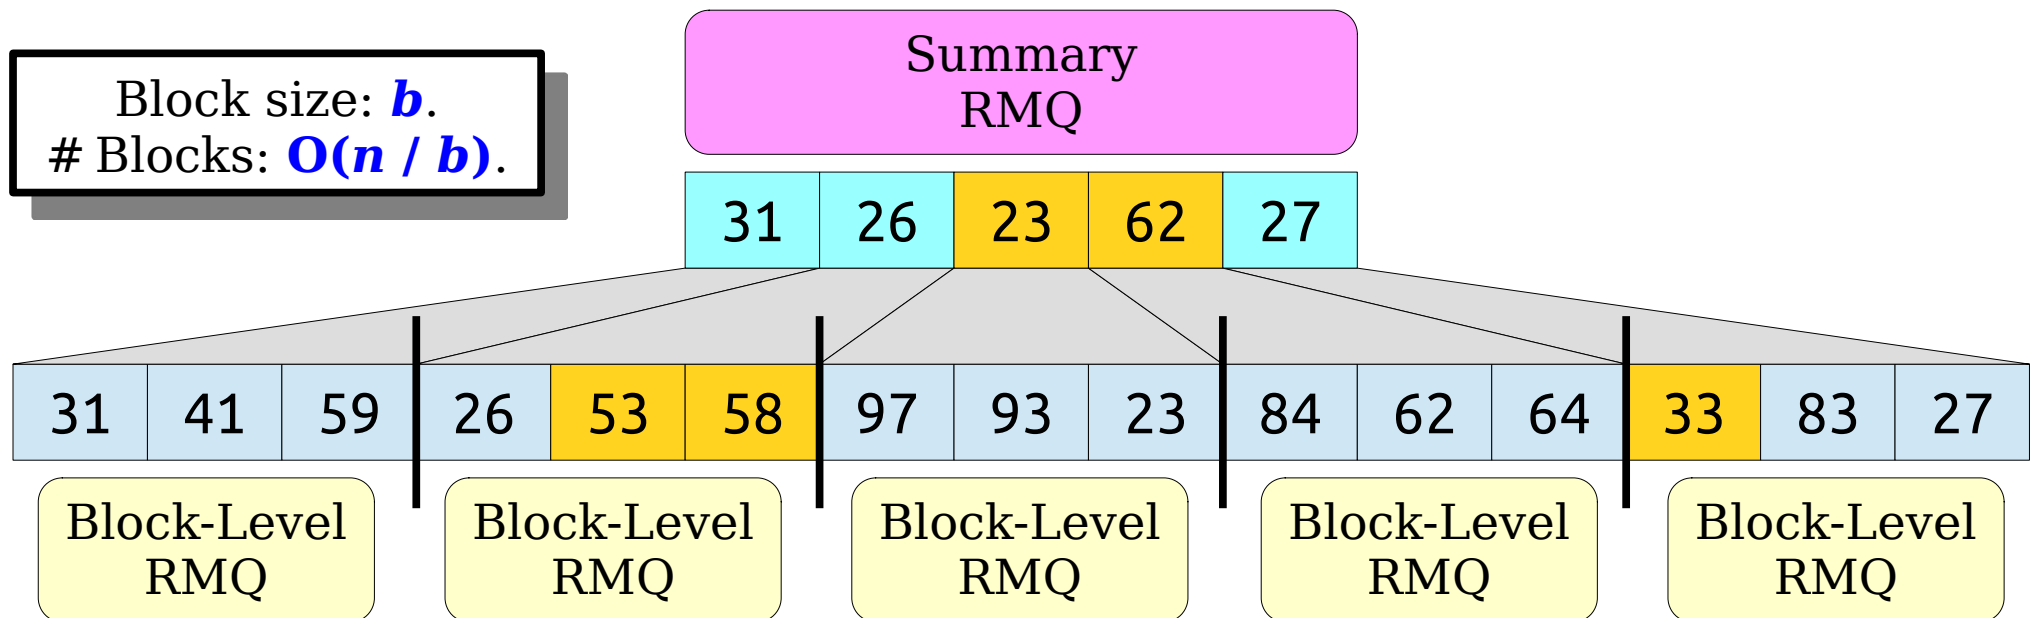 Block size: b.
# Blocks: O(n / b).
Summary
RMQ
31 26 23 62 27
31 41 59 26 53 58 97 93 23 84 62 64 33 83 27
Block-Level Block-Level Block-Level Block-Level Block-Level
RMQ RMQ RMQ RMQ RMQ